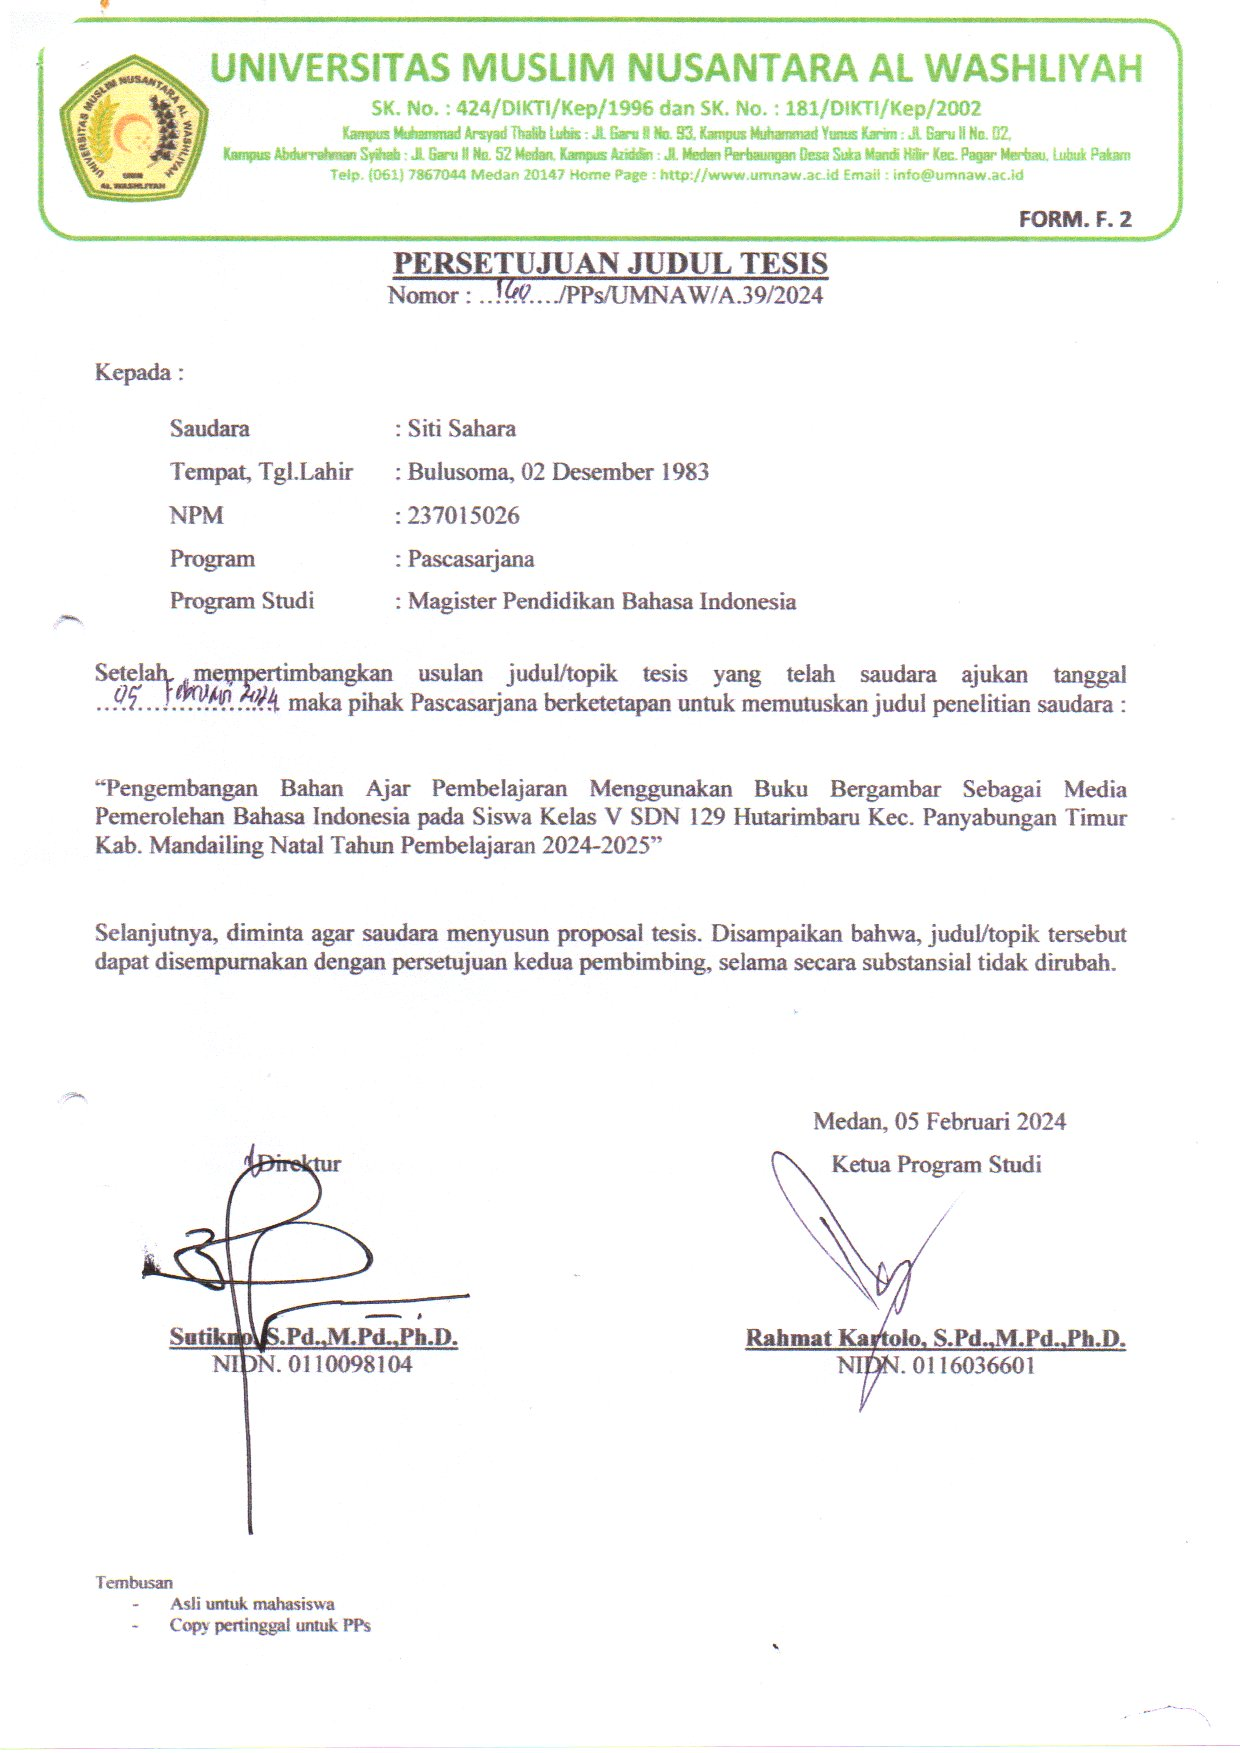 UNIVERSITAS MUSLIM NUSANTARA AL WASHLIYAH
SK. No. : 424/DIKTI/Kep/1996 dan SK. No. : 181/DIKTI/Kep/2002
Kampus Muhammad Arsyad Thalib Lubis : Jl. Garu II No. 93, Kampus Muhammad Yunus Karim : Jl. Garu II No. 02,
Kampus Abdurrahman Syihab : Jl. Garu II No. 52 Medan, Kampus Aziddin : Jl. Medan Perbaungan Desa Suka Mandi Hilir Kec. Pagar Merbau, Lubuk Pakam
Telp. (061) 7867044 Medan 20147 Home Page : http://www.umnaw.ac.id Email : info@umnaw.ac.id
UNIVERSITAS MUSLIM NUSANTARA AL WASHLIYAH
UMN
AL WASHLIYAH
FORM. F. 2
PERSETUJUAN JUDUL TESIS
Nomor : ..160..../PPs/UMNAW/A.39/2024
Kepada :
Saudara : Siti Sahara
Tempat, Tgl.Lahir : Bulusoma, 02 Desember 1983
NPM : 237015026
Program : Pascasarjana
Program Studi : Magister Pendidikan Bahasa Indonesia
Setelah mempertimbangkan usulan judul/topik tesis yang telah saudara ajukan tanggal
05 Februari 2024 maka pihak Pascasarjana berketetapan untuk memutuskan judul penelitian saudara :
“Pengembangan Bahan Ajar Pembelajaran Menggunakan Buku Bergambar Sebagai Media
Pemerolehan Bahasa Indonesia pada Siswa Kelas V SDN 129 Hutarimbaru Kec. Panyabungan Timur
Kab. Mandailing Natal Tahun Pembelajaran 2024-2025”
Selanjutnya, diminta agar saudara menyusun proposal tesis. Disampaikan bahwa, judul/topik tersebut
dapat disempurnakan dengan persetujuan kedua pembimbing, selama secara substansial tidak dirubah.
Medan, 05 Februari 2024
Direktur
Ketua Program Studi
Sutikno, S.Pd.,M.Pd.,Ph.D.
NIDN. 0110098104
Rahmat Kartolo, S.Pd.,M.Pd.,Ph.D.
NIDN. 0116036601
Tembusan
- Asli untuk mahasiswa
- Copy pertinggal untuk PPs